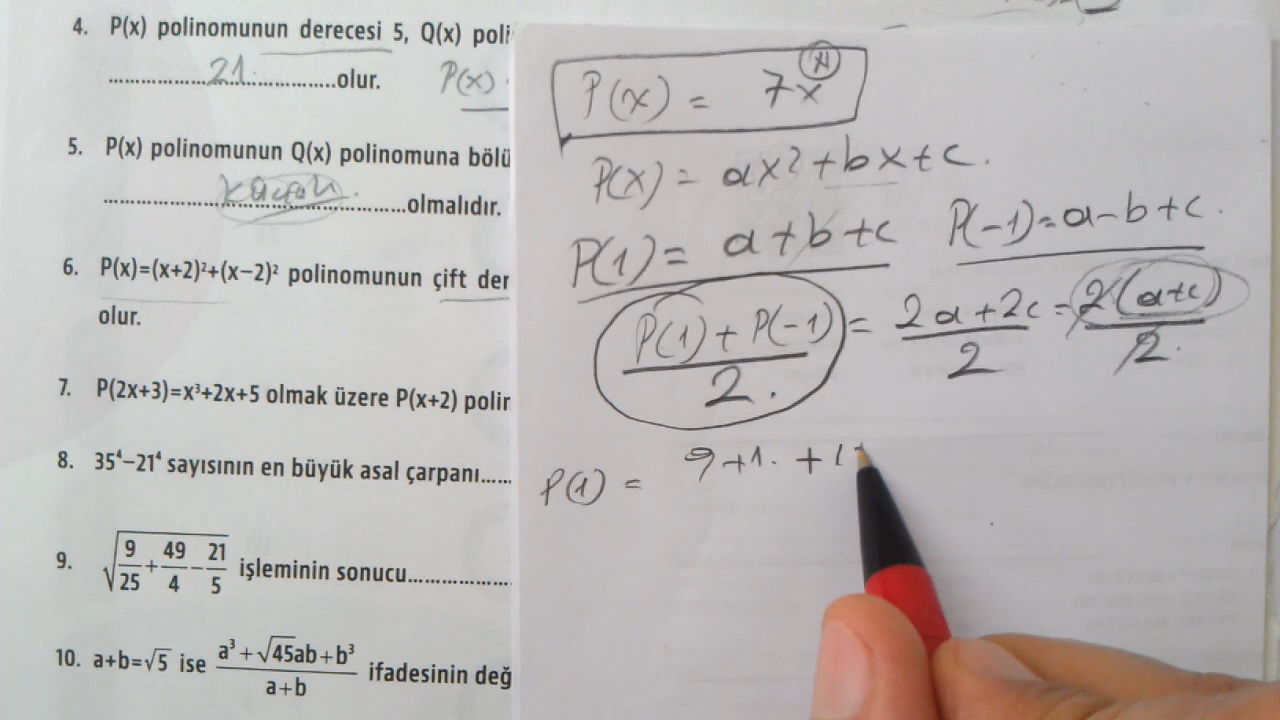 4. P(x) polinomunun derecesi 5, Q(x) poli
21 olur. P(x)
5. P(x) polinomunun Q(x) polinomuna bölü
olmalıdır.
6. P(x)=(x+2)²+(x−2)² polinomunun çift der
olur.
7. P(2x+3)=x³+2x+5 olmak üzere P(x+2) polin
8. 35⁴−21⁴ sayısının en büyük asal çarpanı......
9. √(9/25+49/4−21/5) işleminin sonucu..................
10. a+b=√5 ise (a³+√45ab+b³)/(a+b) ifadesinin değ
P(x) = 7x
P(x) = ax²+bx+c.
P(1) = a+b+c P(-1)=a-b+c.
(P(1)+P(-1))/2. = (2a+2c)/2 = 2(a+c)/2.
P(1) = 9+1. +